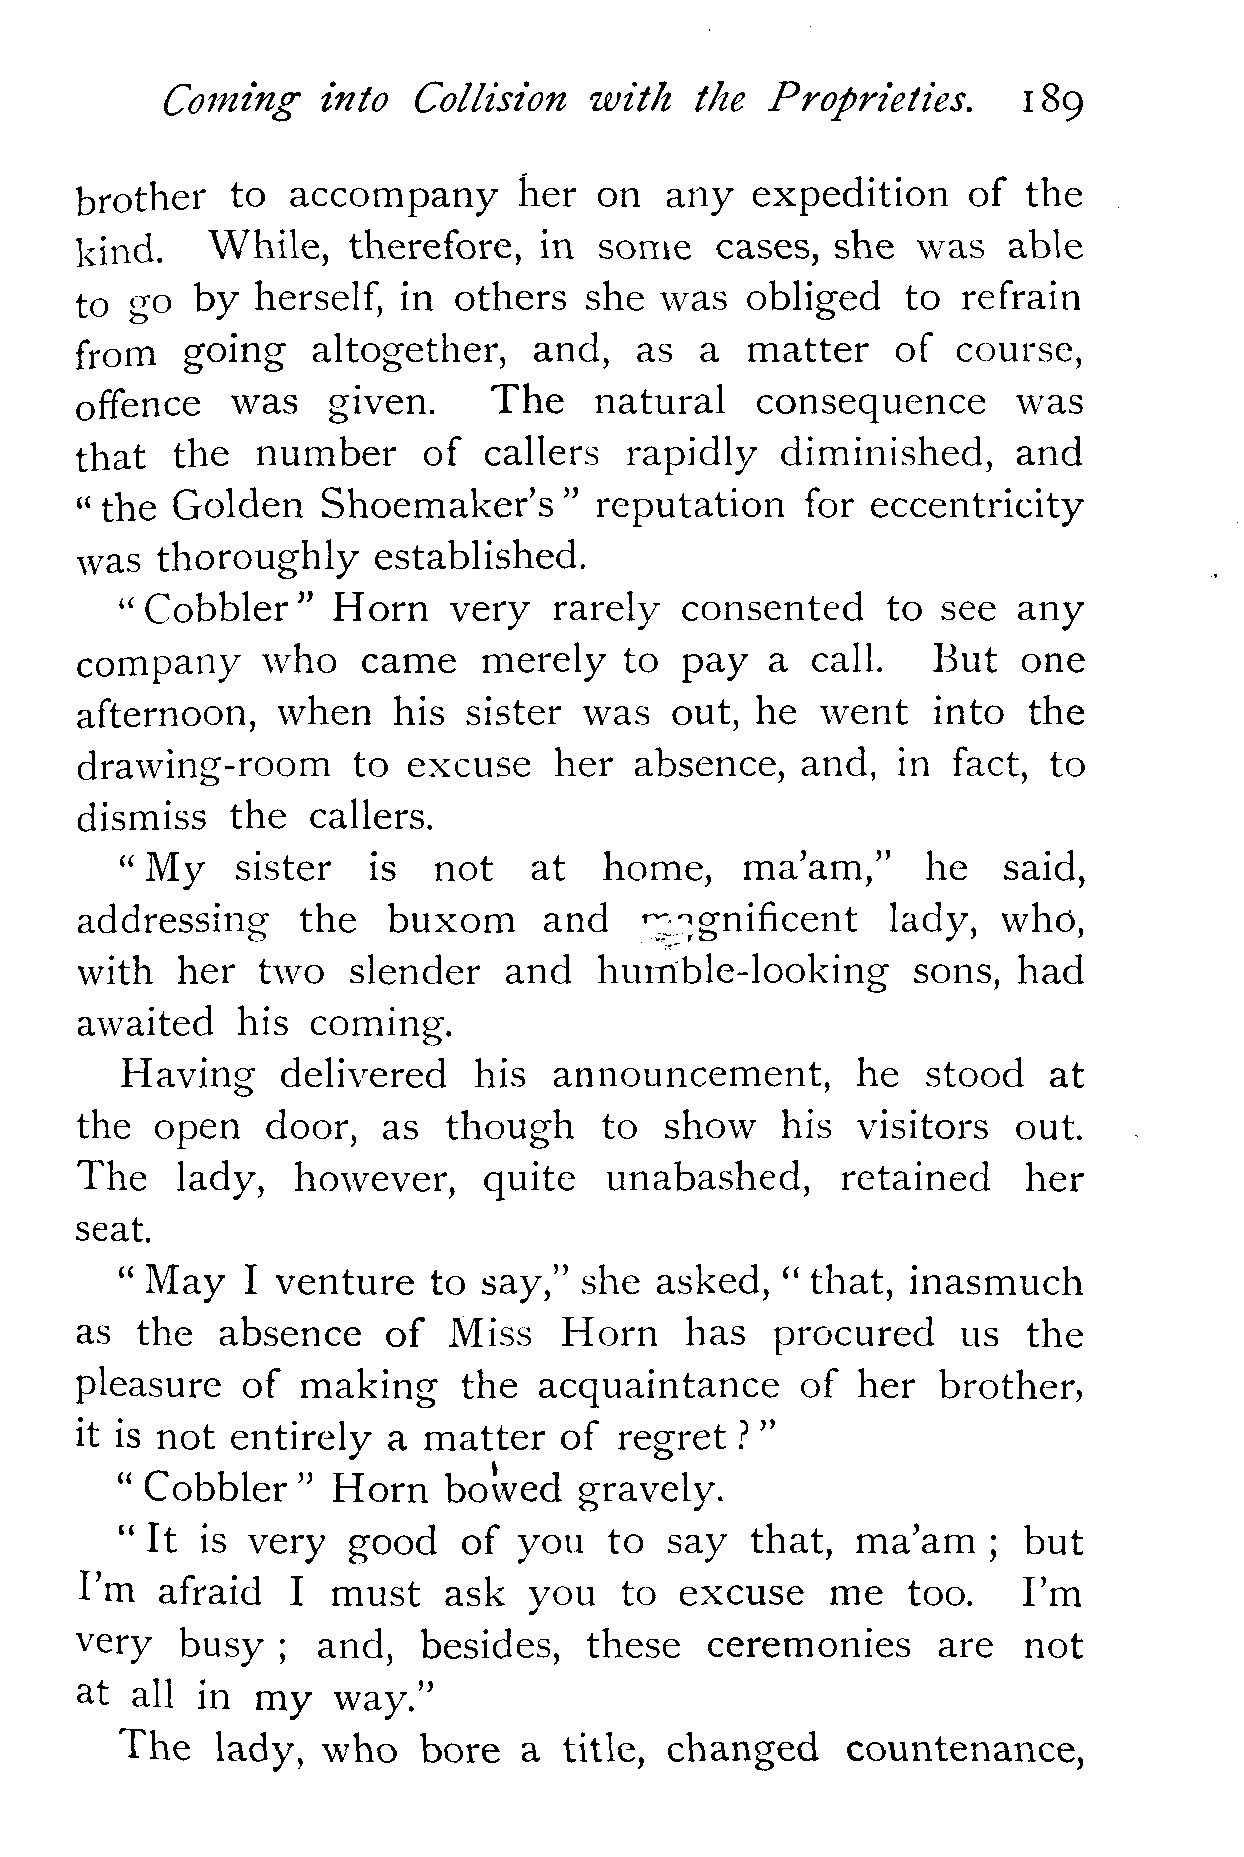 Coming into Collision with the Proprieties. 189
brother to accompany her on any expedition of the
kind. While, therefore, in some cases, she was able
to go by herself, in others she was obliged to refrain
from going altogether, and, as a matter of course,
offence was given. The natural consequence was
that the number of callers rapidly diminished, and
“ the Golden Shoemaker’s ” reputation for eccentricity
was thoroughly established.
“ Cobbler ” Horn very rarely consented to see any
company who came merely to pay a call. But one
afternoon, when his sister was out, he went into the
drawing-room to excuse her absence, and, in fact, to
dismiss the callers.
“ My sister is not at home, ma’am,” he said,
addressing the buxom and magnificent lady, who,
with her two slender and humble-looking sons, had
awaited his coming.
Having delivered his announcement, he stood at
the open door, as though to show his visitors out.
The lady, however, quite unabashed, retained her
seat.
“ May I venture to say,” she asked, “ that, inasmuch
as the absence of Miss Horn has procured us the
pleasure of making the acquaintance of her brother,
it is not entirely a matter of regret ? ”
“ Cobbler ” Horn bowed gravely.
“ It is very good of you to say that, ma’am ; but
I’m afraid I must ask you to excuse me too. I’m
very busy ; and, besides, these ceremonies are not
at all in my way.”
The lady, who bore a title, changed countenance,